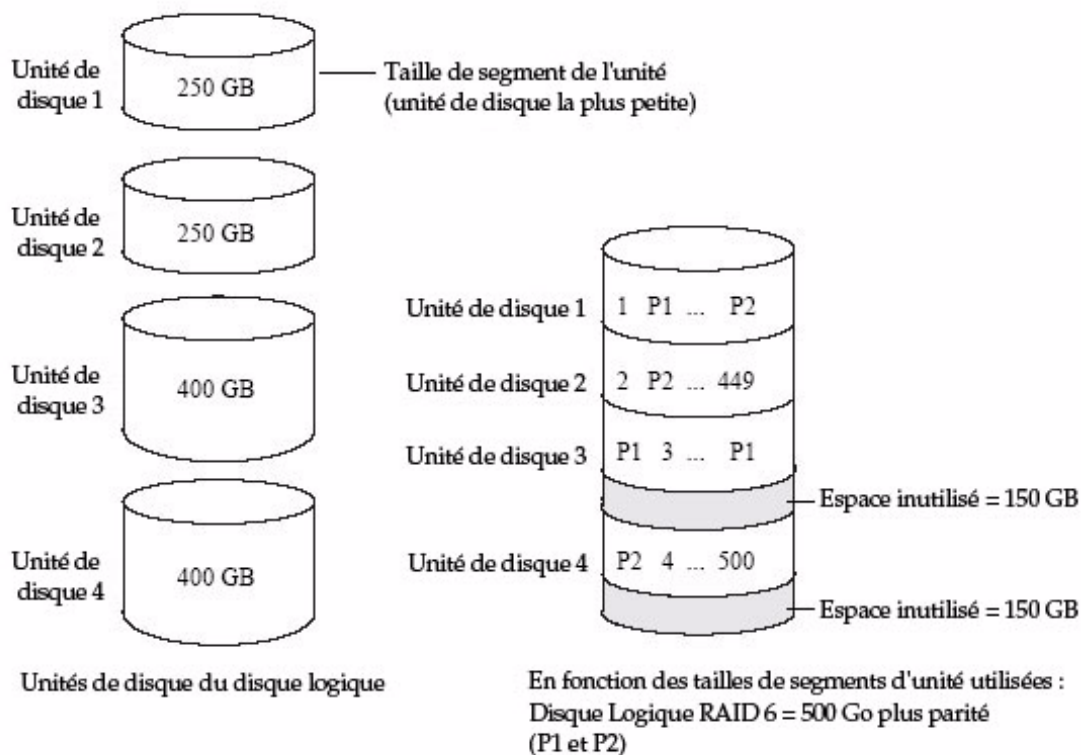 Unité de
disque 1
250 GB
Taille de segment de l'unité
(unité de disque la plus petite)
Unité de
disque 2
250 GB
Unité de
disque 3
400 GB
Unité de
disque 4
400 GB
Unités de disque du disque logique
Unité de disque 1
1 P1 ... P2
Unité de disque 2
2 P2 ... 449
Unité de disque 3
P1 3 ... P1
Espace inutilisé = 150 GB
Unité de disque 4
P2 4 ... 500
Espace inutilisé = 150 GB
En fonction des tailles de segments d'unité utilisées :
Disque Logique RAID 6 = 500 Go plus parité
(P1 et P2)